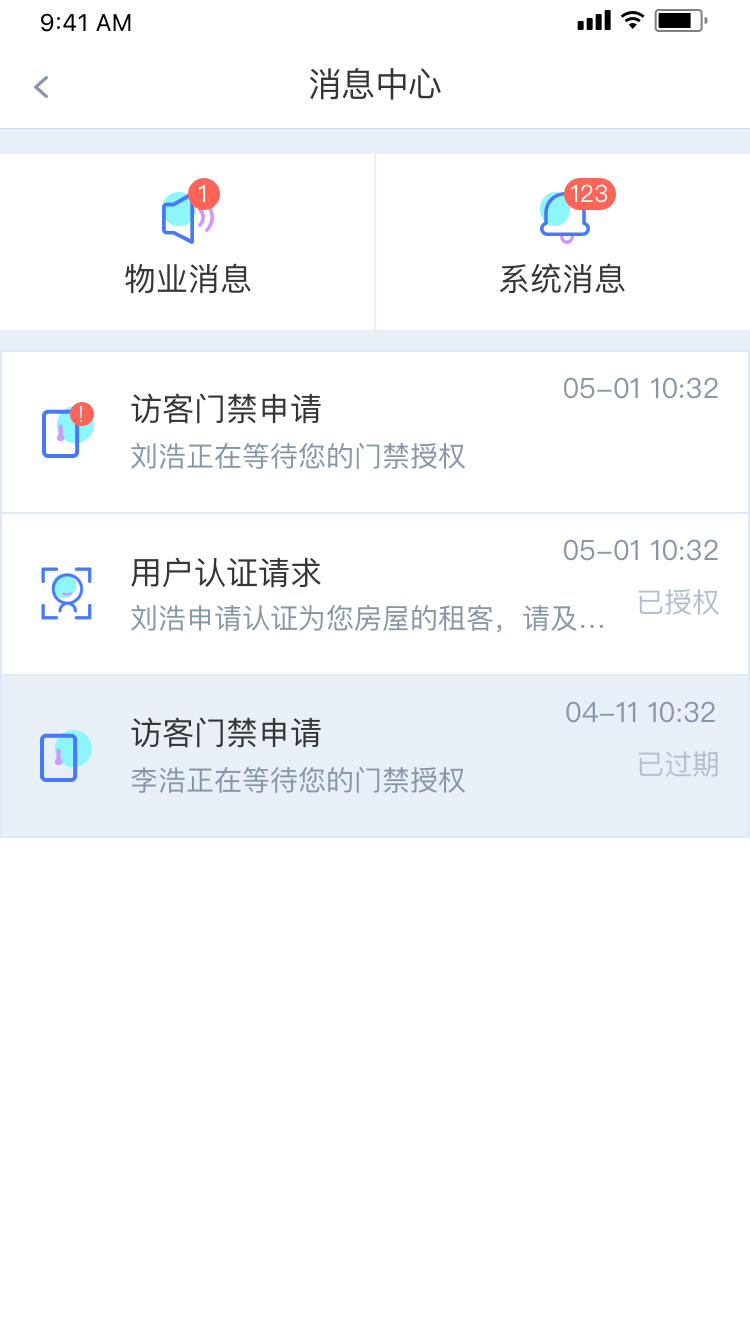 9:41 AM
消息中心
1
123
物业消息
系统消息
05-01 10:32
访客门禁申请
!
刘浩正在等待您的门禁授权
05-01 10:32
用户认证请求
已授权
刘浩申请认证为您房屋的租客，请及...
04-11 10:32
访客门禁申请
已过期
李浩正在等待您的门禁授权